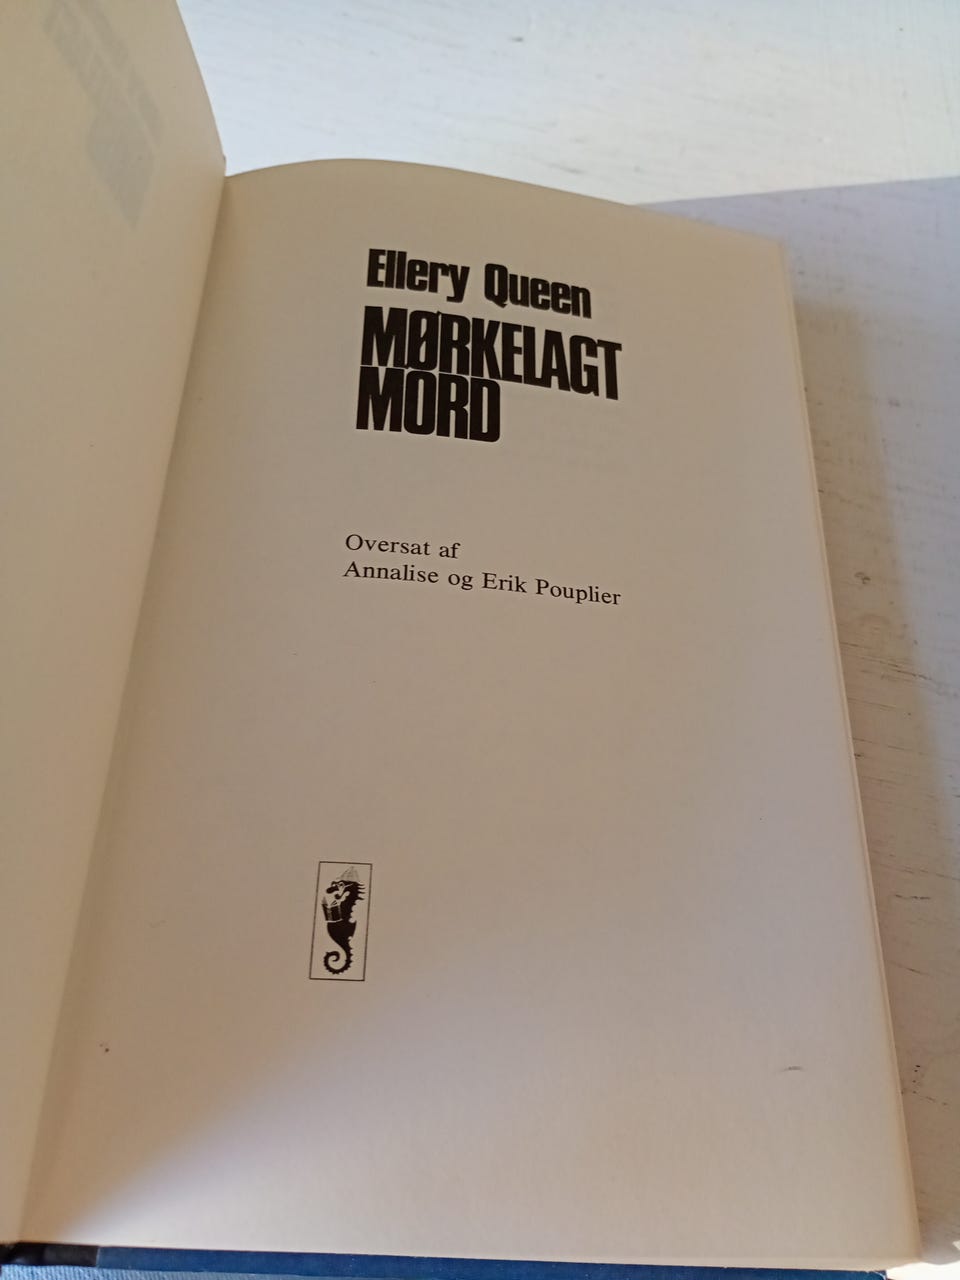 Ellery Queen
MØRKELAGT
MORD
Oversat af
Annalise og Erik Pouplier